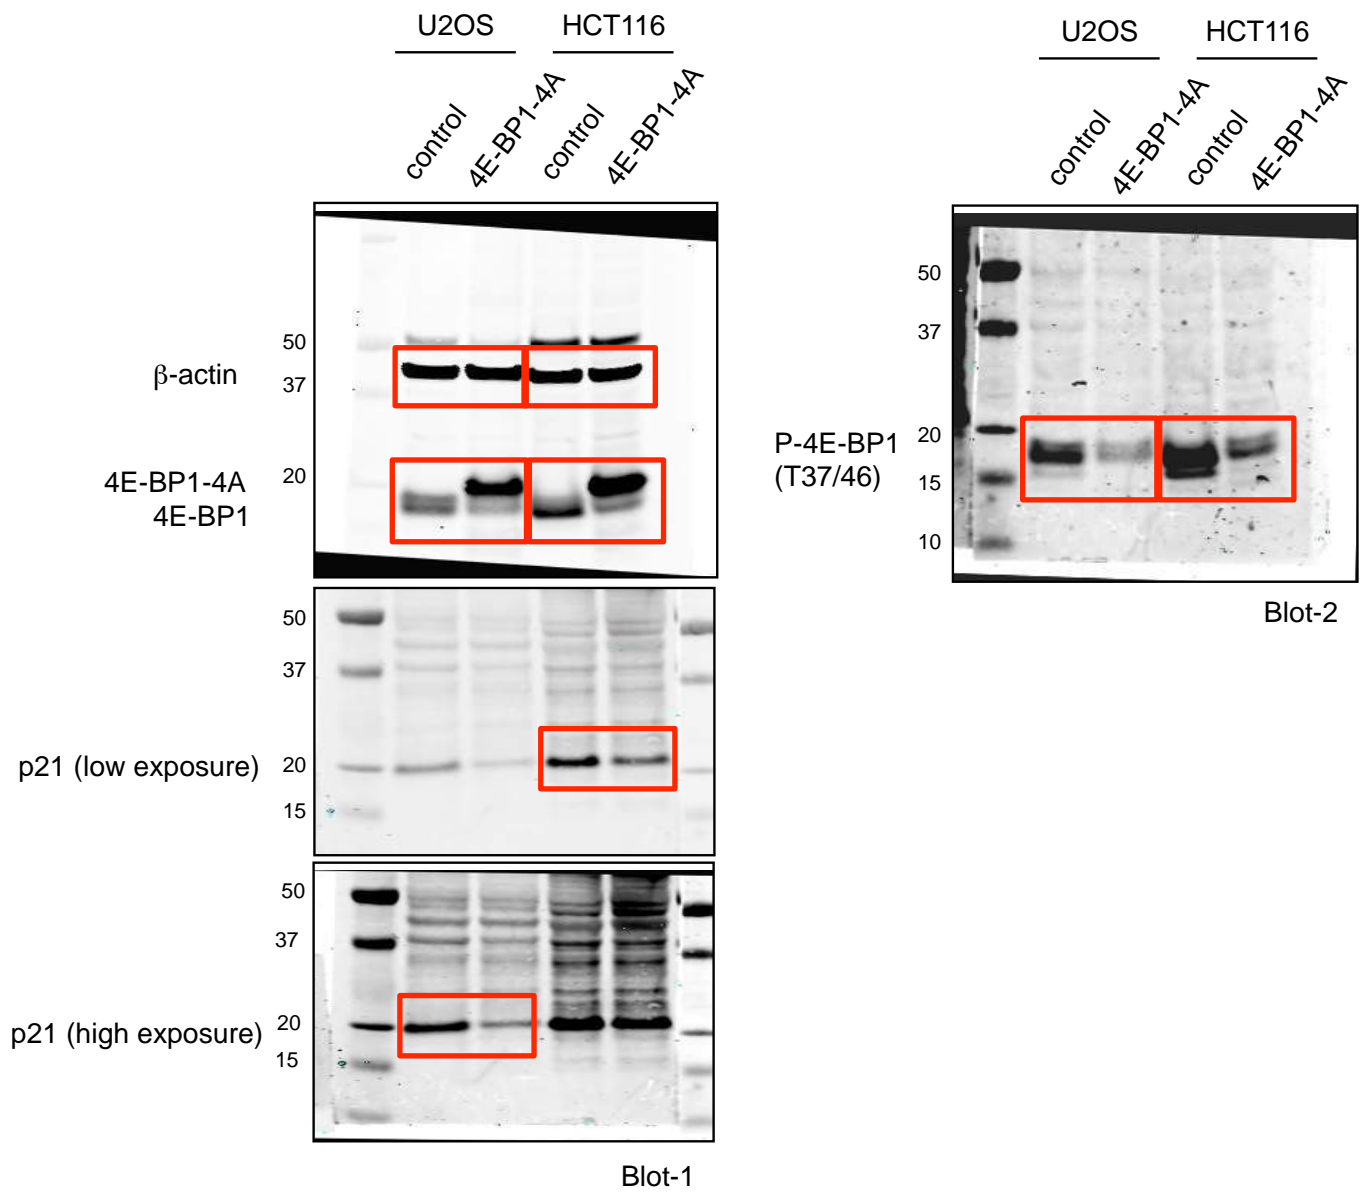 U2OS HCT116
control 4E-BP1-4A control 4E-BP1-4A
50
β-actin
37
20
4E-BP1-4A
4E-BP1
50
37
p21 (low exposure)
20
15
50
37
p21 (high exposure)
20
15
Blot-1
U2OS HCT116
control 4E-BP1-4A control 4E-BP1-4A
50
37
P-4E-BP1
(T37/46)
20
15
10
Blot-2